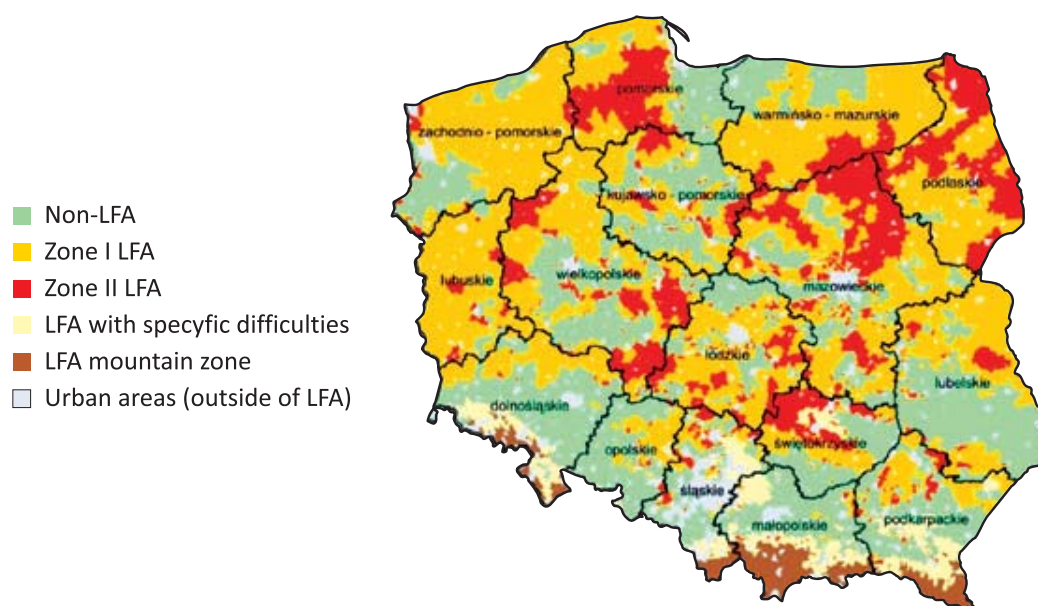 Non-LFA
Zone I LFA
Zone II LFA
LFA with specyfic difficulties
LFA mountain zone
Urban areas (outside of LFA)
pomorskie
warmińsko - mazurskie
zachodnio - pomorskie
podlaskie
kujawsko - pomorskie
lubuskie
wielkopolskie
mazowieckie
łódzkie
lubelskie
dolnośląskie
opolskie
świętokrzyskie
śląskie
małopolskie
podkarpackie